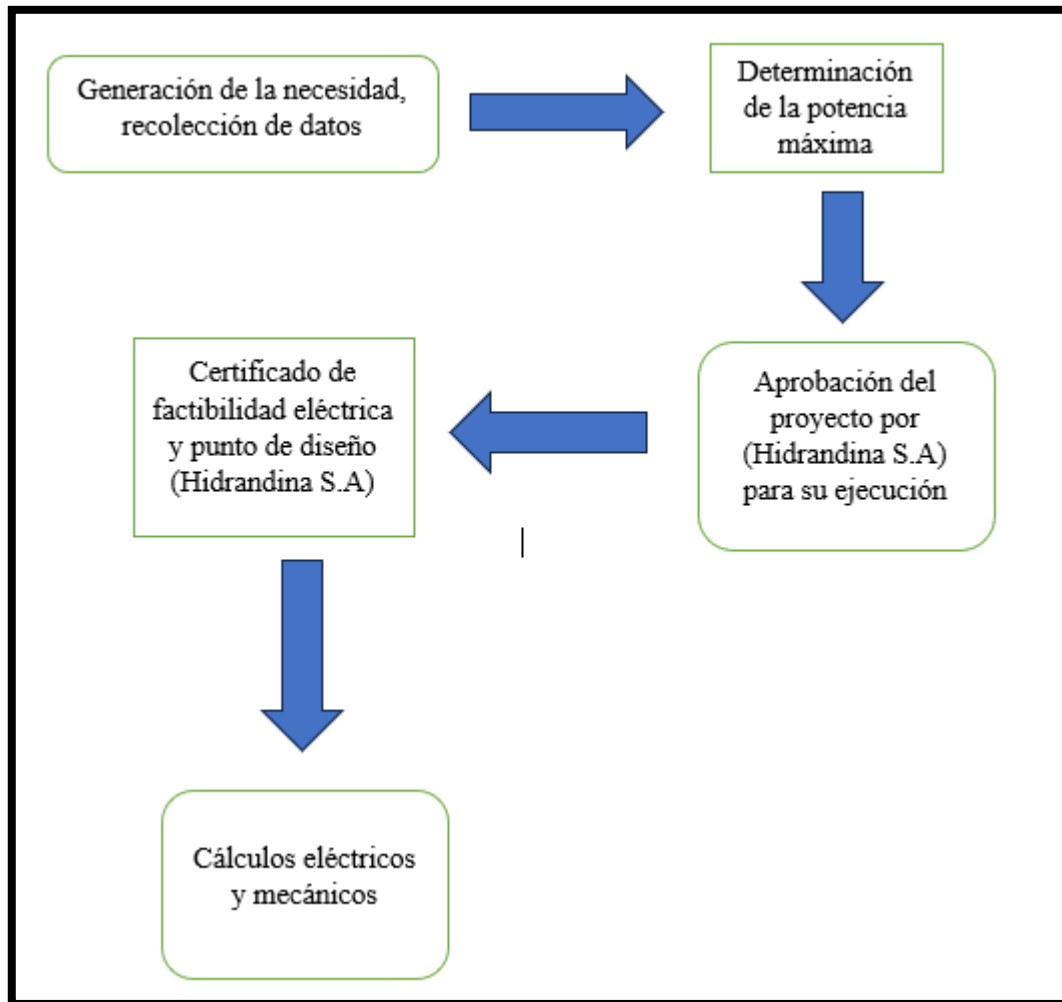 Generación de la necesidad,
recolección de datos
Determinación
de la potencia
máxima
Aprobación del
proyecto por
(Hidrandina S.A)
para su ejecución
Certificado de
factibilidad eléctrica
y punto de diseño
(Hidrandina S.A)
Cálculos eléctricos
y mecánicos